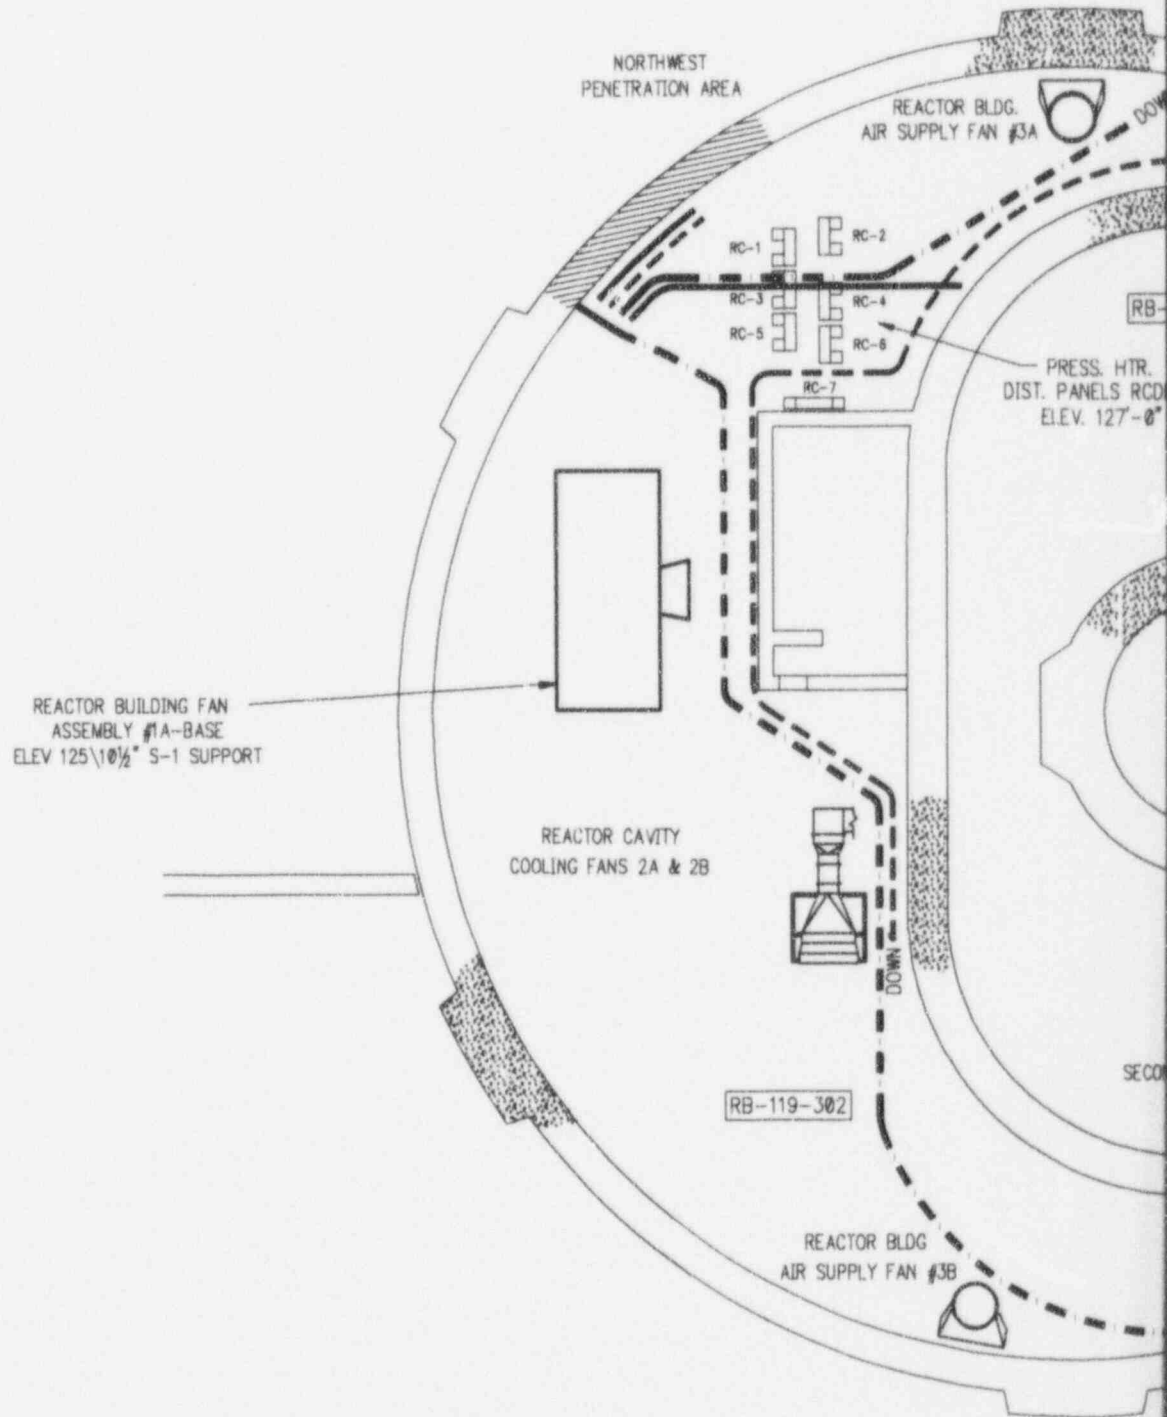 NORTHWEST
PENETRATION AREA
REACTOR BLDG.
AIR SUPPLY FAN #3A
RC-1
RC-2
RC-3
RC-4
RC-5
RC-6
RC-7
PRESS. HTR.
DIST. PANELS
ELEV. 127'-0"
REACTOR BUILDING FAN
ASSEMBLY #1A-BASE
ELEV 125\10½" S-1 SUPPORT
REACTOR CAVITY
COOLING FANS 2A & 2B
DOWN
RB-119-302
REACTOR BLDG
AIR SUPPLY FAN #3B